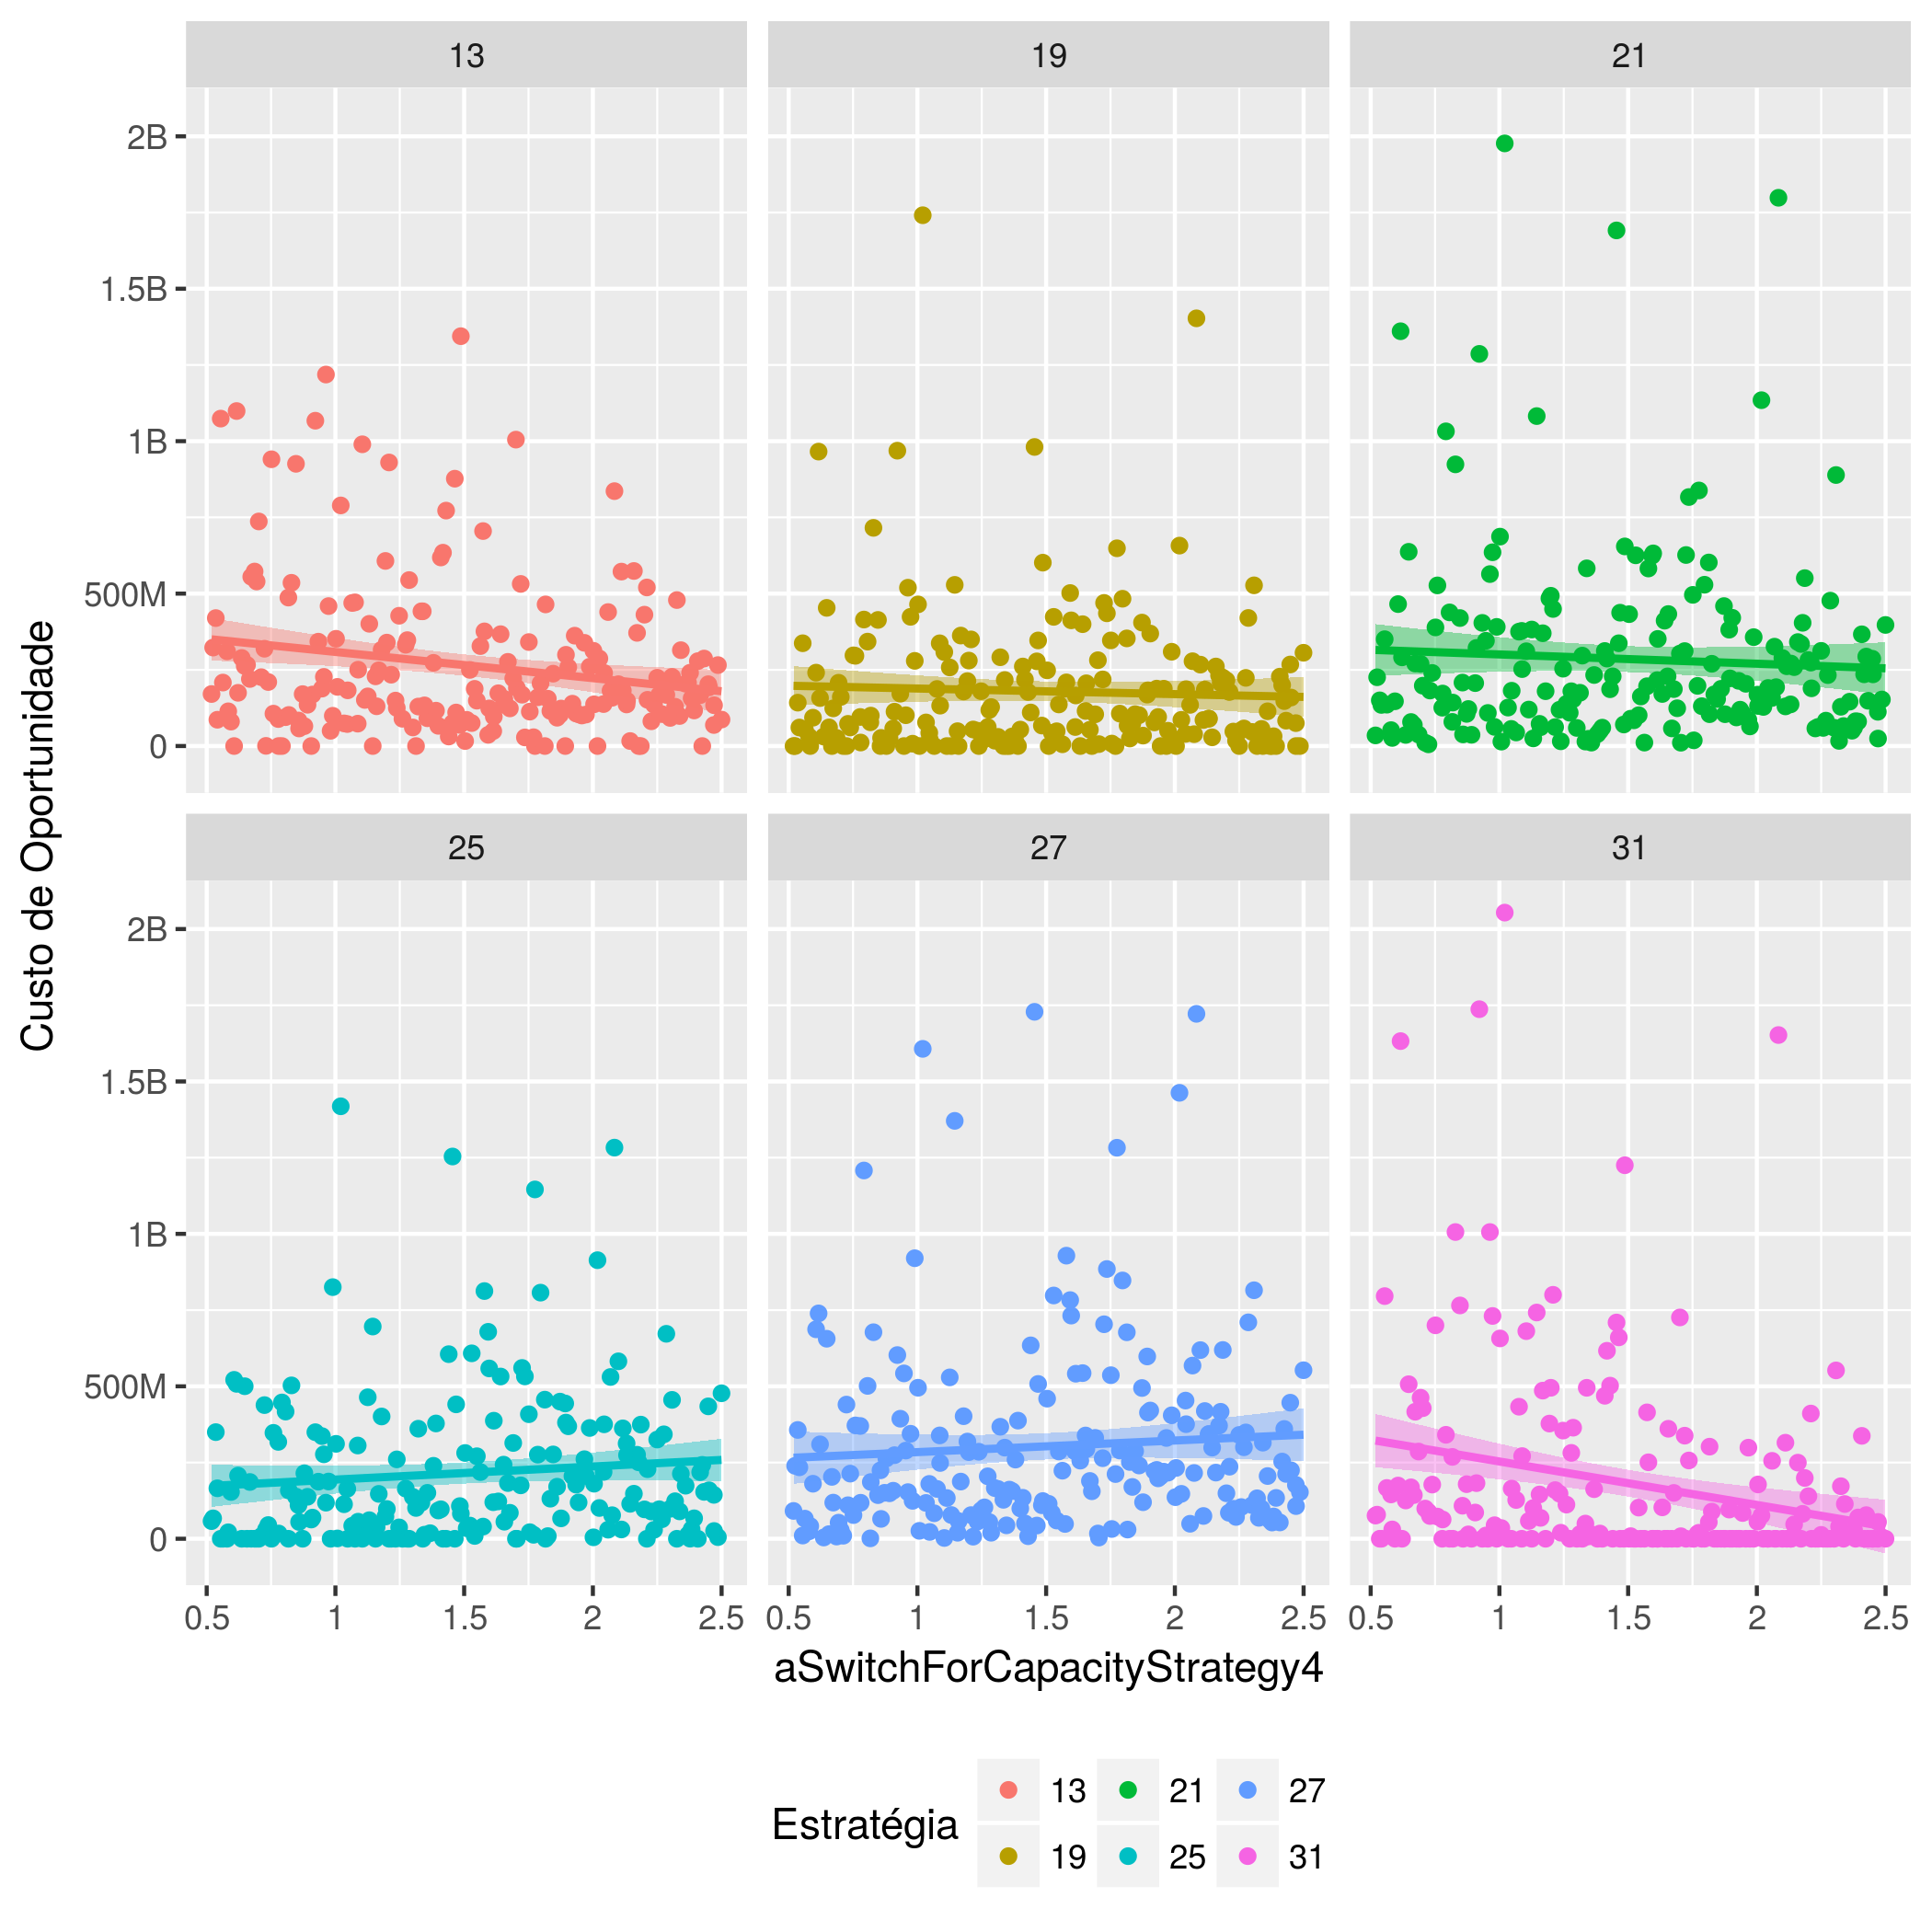 13 19 21
2B
1.5B
1B
500M
0
Custo de Oportunidade
25 27 31
2B
1.5B
1B
500M
0
0.5 1 1.5 2 2.5 0.5 1 1.5 2 2.5 0.5 1 1.5 2 2.5
aSwitchForCapacityStrategy4
Estratégia
13 21 27
19 25 31